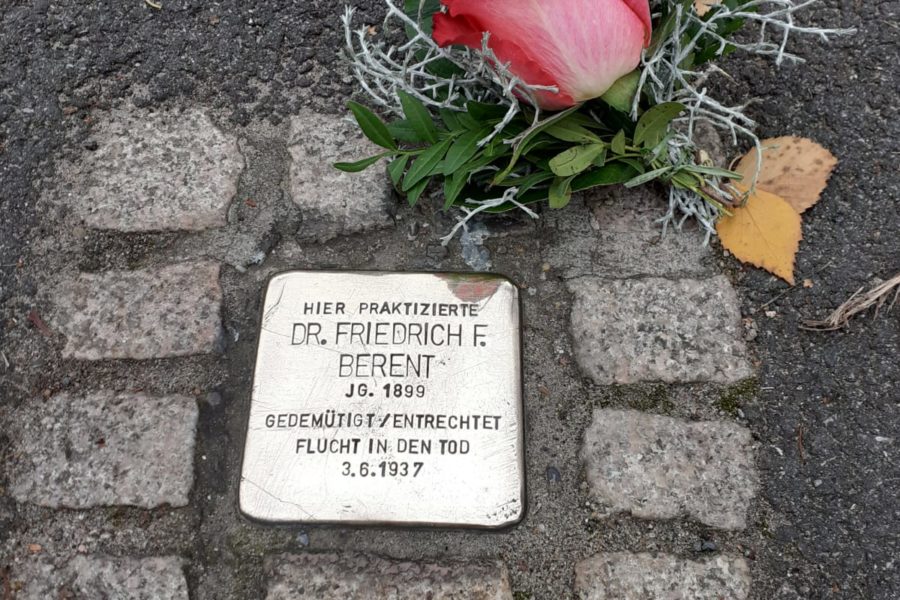 HIER PRAKTIZIERTE
DR. FRIEDRICH F.
BERENT
JG. 1899
GEDEMÜTIGT/ENTRECHTET
FLUCHT IN DEN TOD
3.6.1937